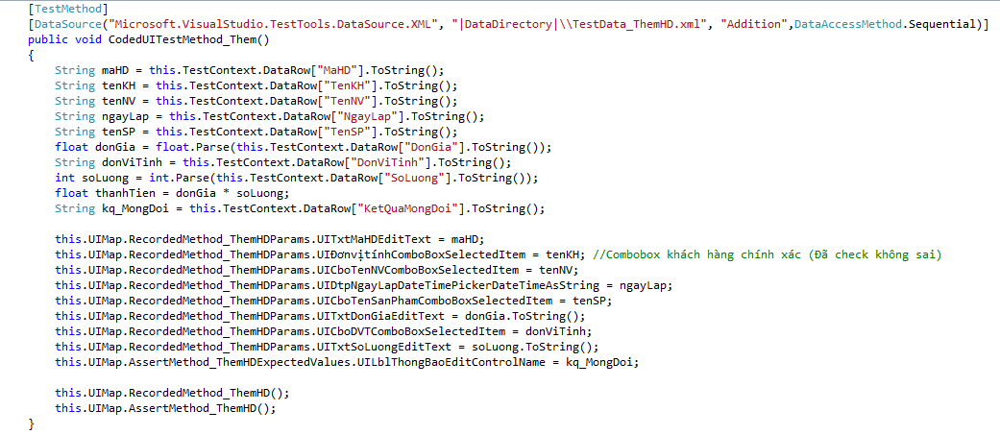 [TestMethod]
[DataSource("Microsoft.VisualStudio.TestTools.DataSource.XML", "|DataDirectory|\\TestData_ThemHD.xml", "Addition",DataAccessMethod.Sequential)]
public void CodedUITestMethod_Them()
{
String maHD = this.TestContext.DataRow["MaHD"].ToString();
String tenKH = this.TestContext.DataRow["TenKH"].ToString();
String tenNV = this.TestContext.DataRow["TenNV"].ToString();
String ngayLap = this.TestContext.DataRow["NgayLap"].ToString();
String tenSP = this.TestContext.DataRow["TenSP"].ToString();
float donGia = float.Parse(this.TestContext.DataRow["DonGia"].ToString());
String donViTinh = this.TestContext.DataRow["DonViTinh"].ToString();
int soLuong = int.Parse(this.TestContext.DataRow["SoLuong"].ToString());
float thanhTien = donGia * soLuong;
String kq_MongDoi = this.TestContext.DataRow["KetQuaMongDoi"].ToString();
this.UIMap.RecordedMethod_ThemHDParams.UITxtMaHDEditText = maHD;
this.UIMap.RecordedMethod_ThemHDParams.UIĐơnvịtínhComboBoxSelectedItem = tenKH; //Combobox khách hàng chính xác (Đã check không sai)
this.UIMap.RecordedMethod_ThemHDParams.UICboTenNVComboBoxSelectedItem = tenNV;
this.UIMap.RecordedMethod_ThemHDParams.UIDtpNgayLapDateTimePickerDateTimeAsString = ngayLap;
this.UIMap.RecordedMethod_ThemHDParams.UICboTenSanPhamComboBoxSelectedItem = tenSP;
this.UIMap.RecordedMethod_ThemHDParams.UITxtDonGiaEditText = donGia.ToString();
this.UIMap.RecordedMethod_ThemHDParams.UICboDVTComboBoxSelectedItem = donViTinh;
this.UIMap.RecordedMethod_ThemHDParams.UITxtSoLuongEditText = soLuong.ToString();
this.UIMap.AssertMethod_ThemHDExpectedValues.UILblThongBaoEditControlName = kq_MongDoi;
this.UIMap.RecordedMethod_ThemHD();
this.UIMap.AssertMethod_ThemHD();
}